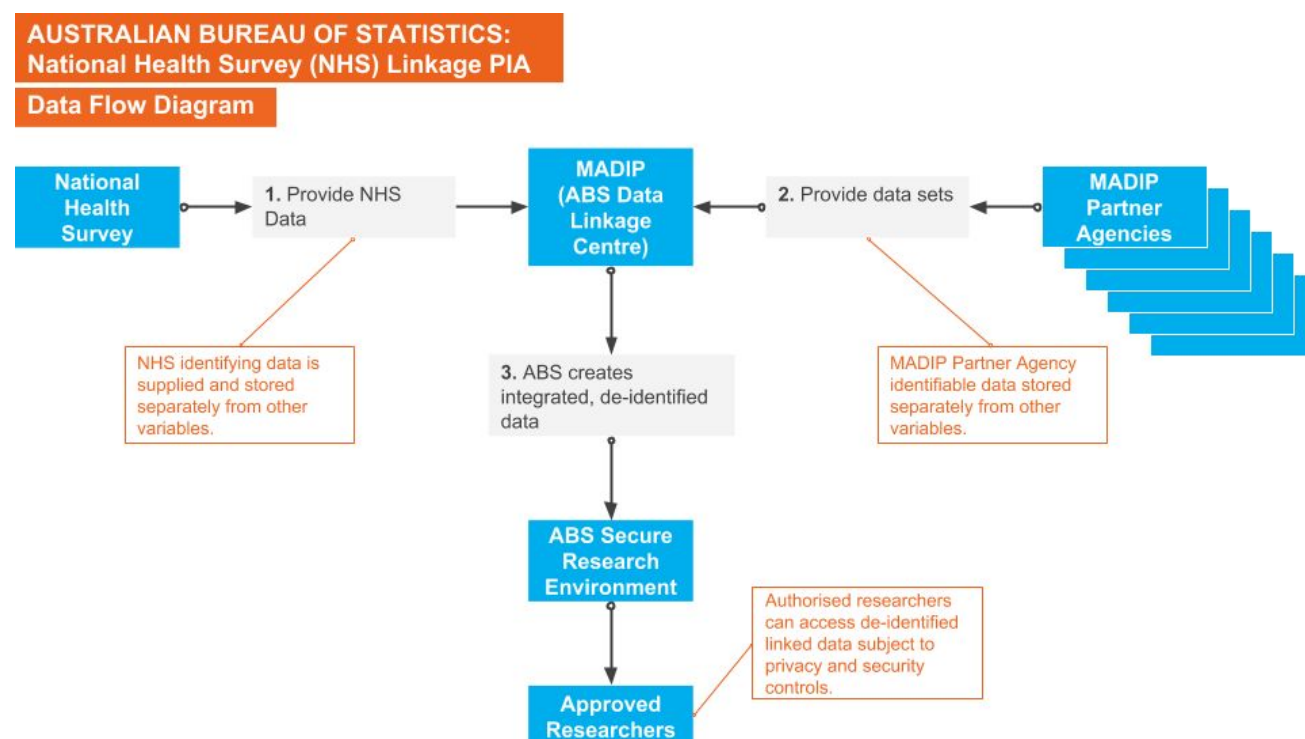 AUSTRALIAN BUREAU OF STATISTICS:
National Health Survey (NHS) Linkage PIA
Data Flow Diagram
National
Health
Survey
1. Provide NHS
Data
MADIP
(ABS Data
Linkage
Centre)
2. Provide data sets
MADIP
Partner
Agencies
NHS identifying data is
supplied and stored
separately from other
variables.
3. ABS creates
integrated, de-identified
data
MADIP Partner Agency
identifiable data stored
separately from other
variables.
ABS Secure
Research
Environment
Authorised researchers
can access de-identified
linked data subject to
privacy and security
controls.
Approved
Researchers